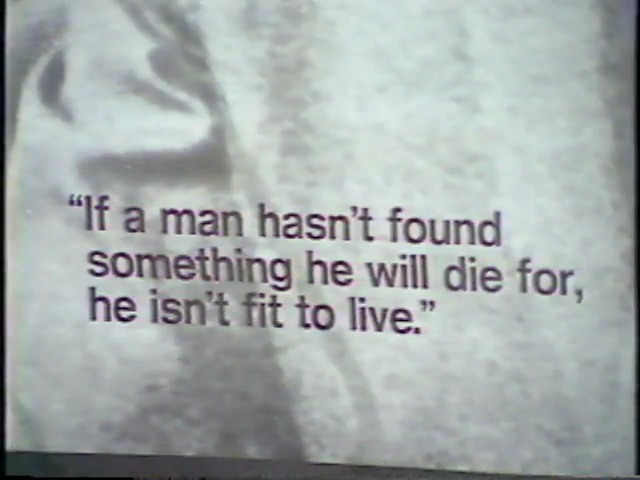 “If a man hasn't found
something he will die for,
he isn't fit to live.”